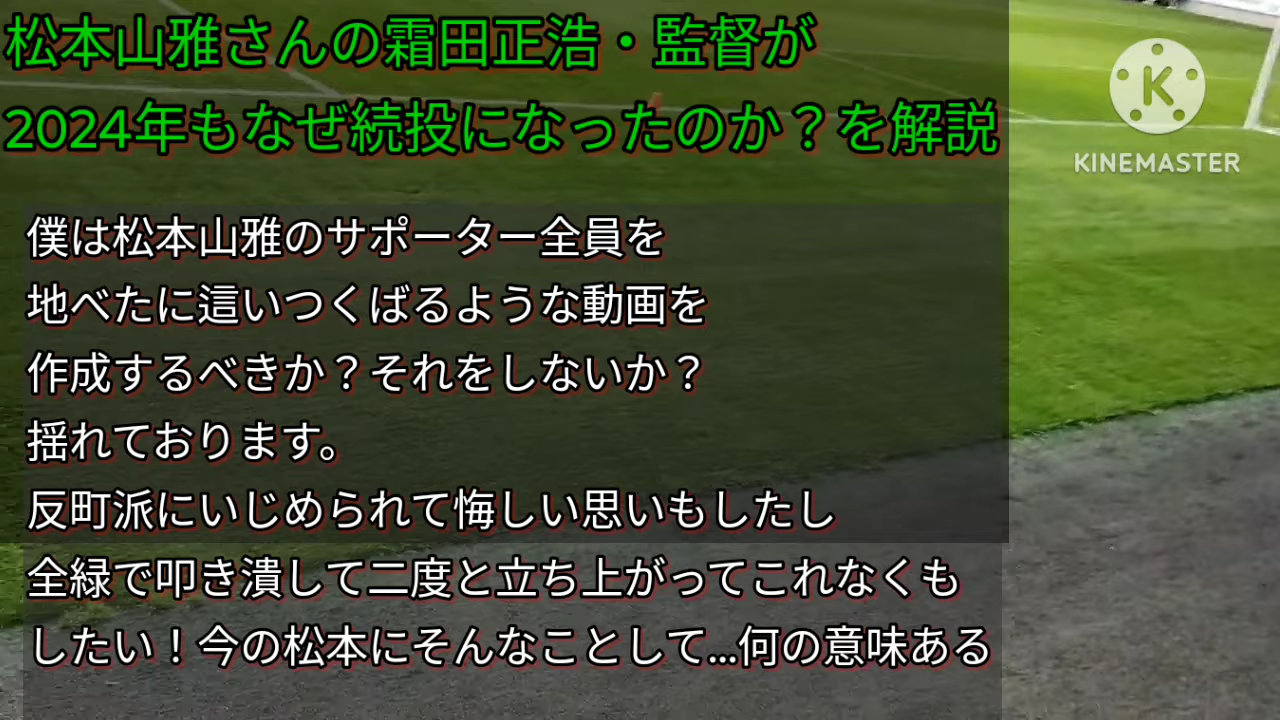 松本山雅さんの霜田正浩・監督が
2024年もなぜ続投になったのか？を解説
KINEMASTER
僕は松本山雅のサポーター全員を
地べたに這いつくばるような動画を
作成するべきか？それをしないか？
揺れております。
反町派にいじめられて悔しい思いもしたし
全緑で叩き潰して二度と立ち上がってこれなくも
したい！今の松本にそんなことして...何の意味ある